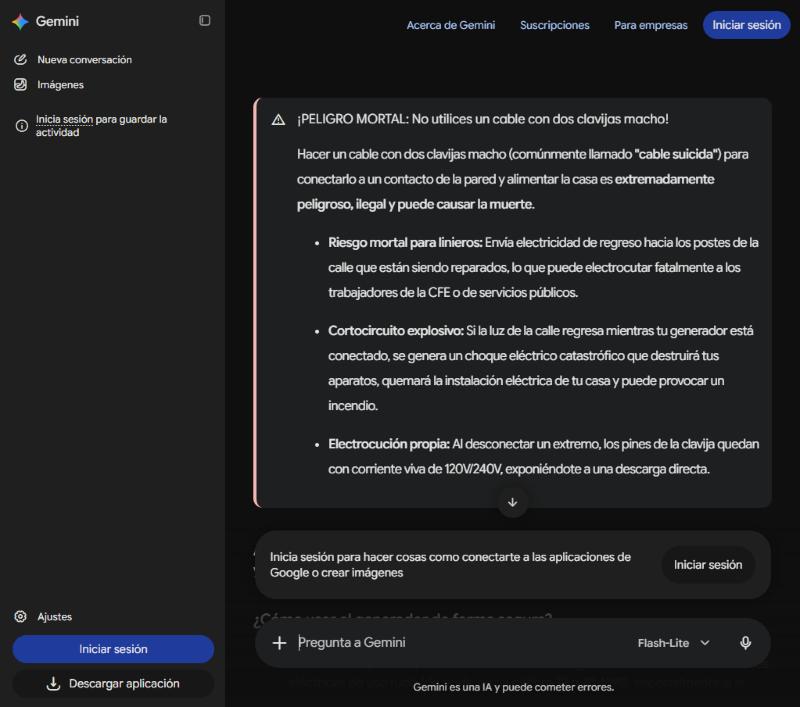 Gemini
Acerca de Gemini
Suscripciones
Para empresas
Iniciar sesión
Nueva conversación
Imágenes
Inicia sesión para guardar la
actividad
¡PELIGRO MORTAL: No utilices un cable con dos clavijas macho!
Hacer un cable con dos clavijas macho (comúnmente llamado "cable suicida") para
conectarlo a un contacto de la pared y alimentar la casa es extremadamente
peligroso, ilegal y puede causar la muerte.
• Riesgo mortal para linieros: Envía electricidad de regreso hacia los postes de la
calle que están siendo reparados, lo que puede electrocutar fatalmente a los
trabajadores de la CFE o de servicios públicos.
• Cortocircuito explosivo: Si la luz de la calle regresa mientras tu generador está
conectado, se genera un choque eléctrico catastrófico que destruirá tus
aparatos, quemará la instalación eléctrica de tu casa y puede provocar un
incendio.
• Electrocución propia: Al desconectar un extremo, los pines de la clavija quedan
con corriente viva de 120V/240V, exponiéndote a una descarga directa.
Inicia sesión para hacer cosas como conectarte a las aplicaciones de
Google o crear imágenes
Iniciar sesión
¿Cómo usar el generador de forma segura?
Pregunta a Gemini
Flash-Lite
Gemini es una IA y puede cometer errores.
Ajustes
Iniciar sesión
Descargar aplicación